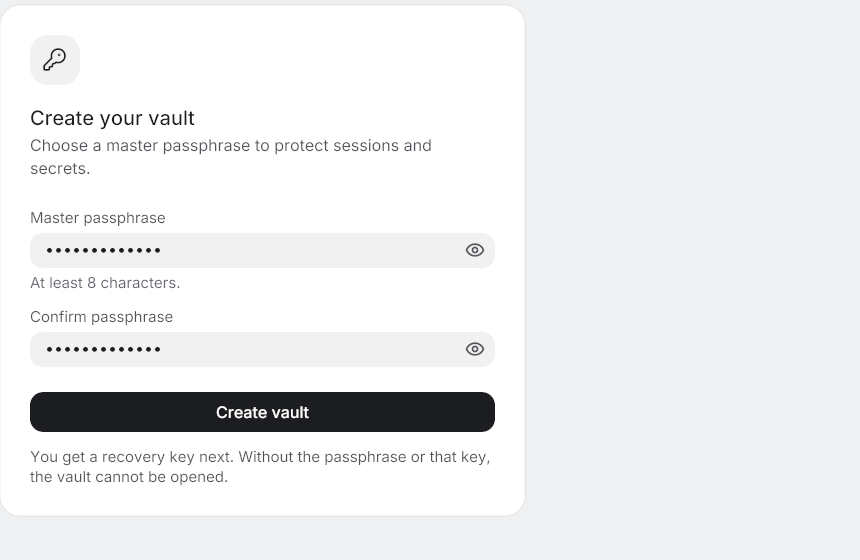 Create your vault
Choose a master passphrase to protect sessions and
secrets.
Master passphrase
•••••••••••••
At least 8 characters.
Confirm passphrase
•••••••••••••
Create vault
You get a recovery key next. Without the passphrase or that key,
the vault cannot be opened.